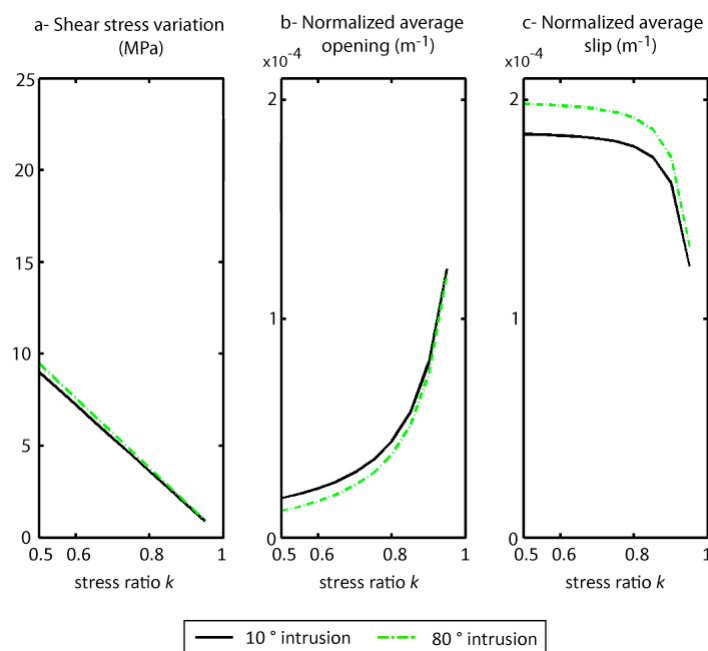 a- Shear stress variation
(MPa)
b- Normalized average
opening (m-1)
c- Normalized average
slip (m-1)
x10-4
x10-4
25
20
15
10
5
0
0.5 0.6 0.8 1
stress ratio k
2
1
0
0.5 0.6 0.8 1
stress ratio k
2
1
0
0.5 0.6 0.8 1
stress ratio k
10 ° intrusion
80 ° intrusion